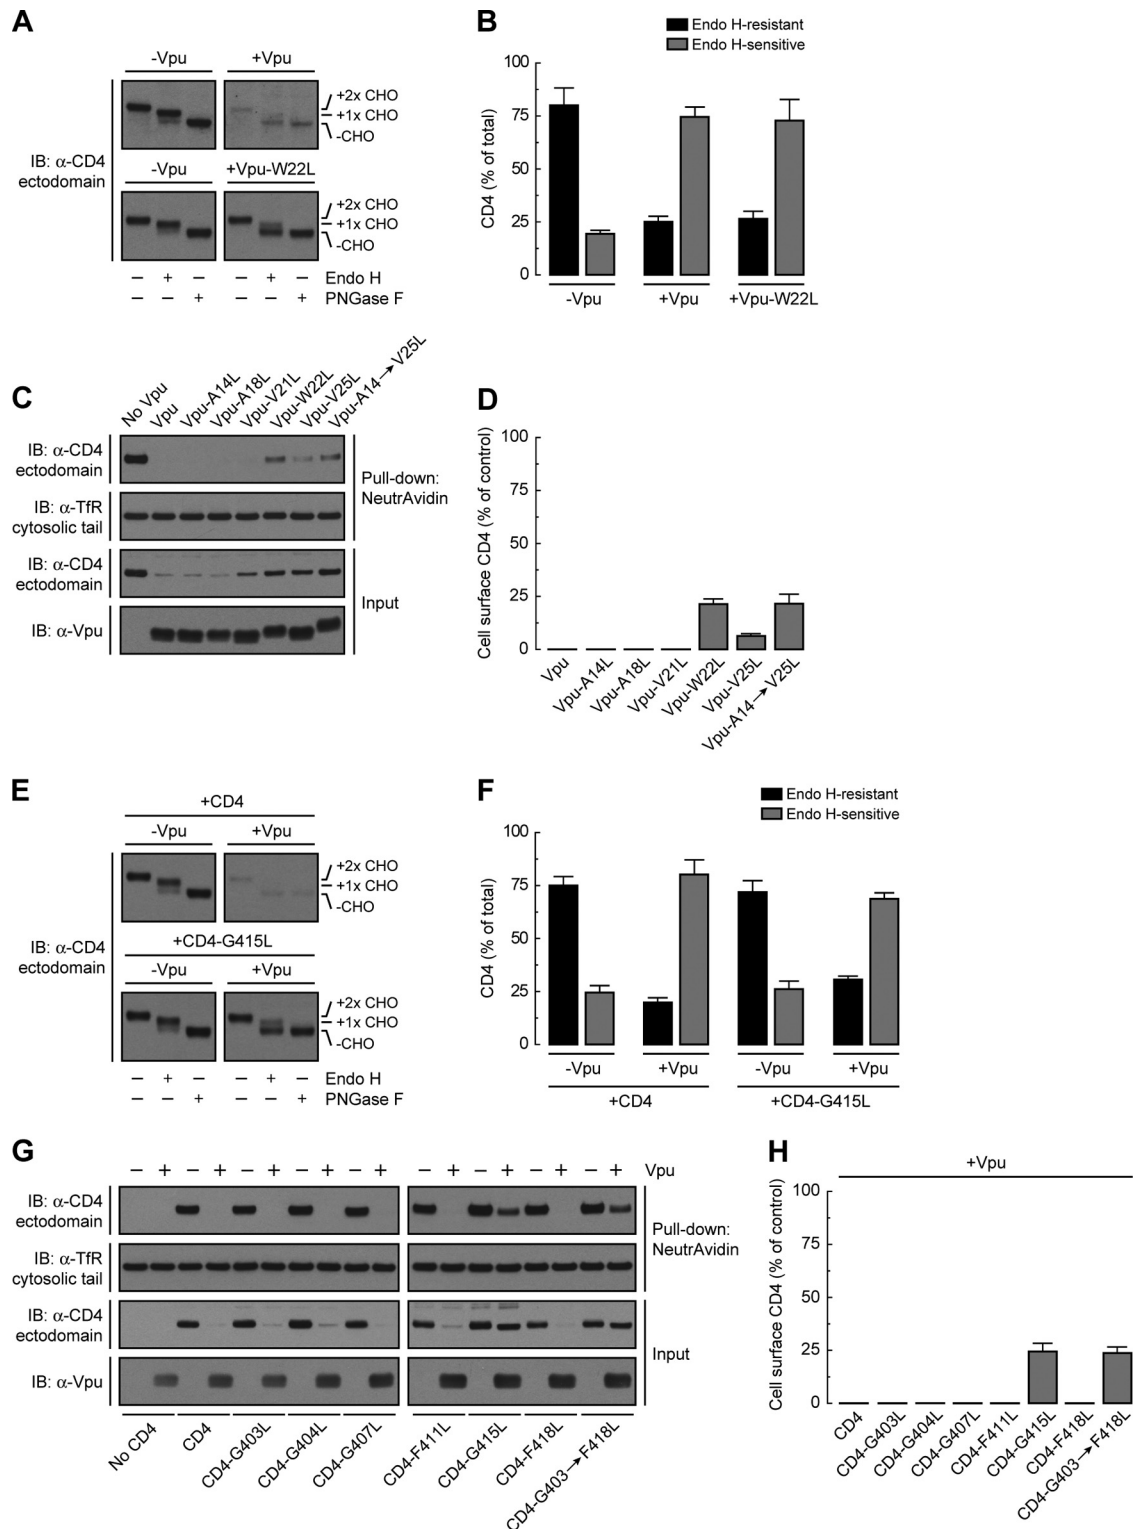 A
-Vpu +Vpu
+2x CHO
+1x CHO
-CHO
IB: α-CD4
ectodomain
-Vpu +Vpu-W22L
+2x CHO
+1x CHO
-CHO
– + – – + – Endo H
– – + – – + PNGase F
B
Endo H-resistant
Endo H-sensitive
CD4 (% of total)
100
75
50
25
0
-Vpu +Vpu +Vpu-W22L
C
No Vpu Vpu Vpu-A14L Vpu-A18L Vpu-V21L Vpu-W22L Vpu-V25L Vpu-A14→V25L
IB: α-CD4
ectodomain
IB: α-TfR
cytosolic tail
Pull-down:
NeutrAvidin
IB: α-CD4
ectodomain
IB: α-Vpu
Input
D
Cell surface CD4 (% of control)
100
75
50
25
0
Vpu Vpu-A14L Vpu-A18L Vpu-V21L Vpu-W22L Vpu-V25L Vpu-A14→V25L
E
+CD4
-Vpu +Vpu
+2x CHO
+1x CHO
-CHO
IB: α-CD4
ectodomain
+CD4-G415L
-Vpu +Vpu
+2x CHO
+1x CHO
-CHO
– + – – + – Endo H
– – + – – + PNGase F
F
Endo H-resistant
Endo H-sensitive
CD4 (% of total)
100
75
50
25
0
-Vpu +Vpu -Vpu +Vpu
+CD4 +CD4-G415L
G
– + – + – + – + – + – + – + – + – + Vpu
IB: α-CD4
ectodomain
IB: α-TfR
cytosolic tail
Pull-down:
NeutrAvidin
IB: α-CD4
ectodomain
IB: α-Vpu
Input
No CD4 CD4 CD4-G403L CD4-G404L CD4-G407L CD4-F411L CD4-G415L CD4-F418L CD4-G403→F418L
H
+Vpu
Cell surface CD4 (% of control)
100
75
50
25
0
CD4 CD4-G403L CD4-G404L CD4-G407L CD4-F411L CD4-G415L CD4-F418L CD4-G403→F418L